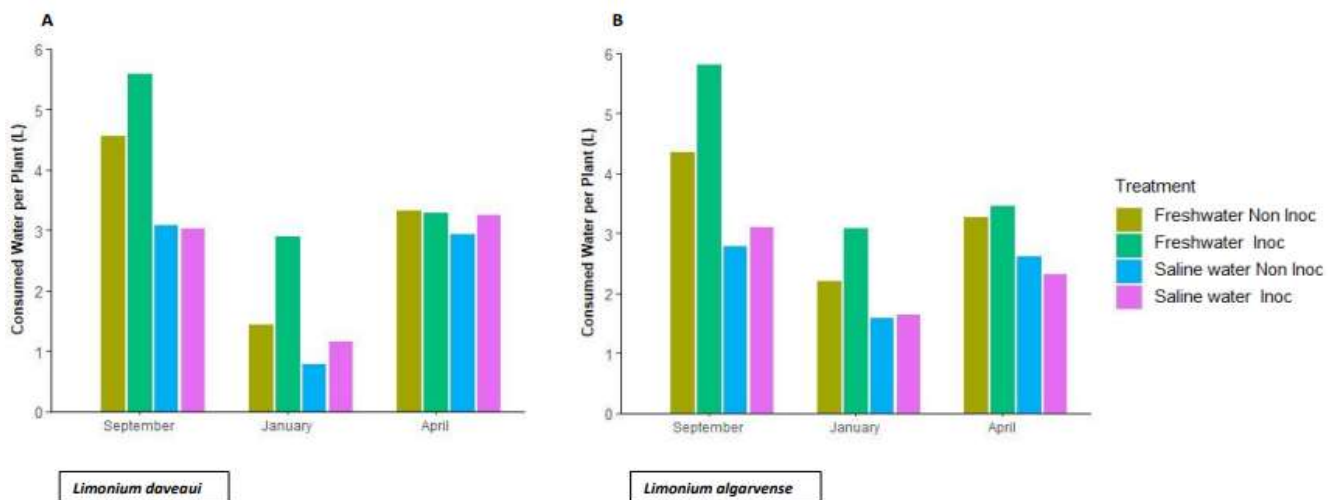 A
B
Consumed Water per Plant (L)
6
5
4
3
2
1
0
September January April
Limonium daveaui
Consumed Water per Plant (L)
6
5
4
3
2
1
0
September January April
Limonium algarvense
Treatment
Freshwater Non Inoc
Freshwater Inoc
Saline water Non Inoc
Saline water Inoc